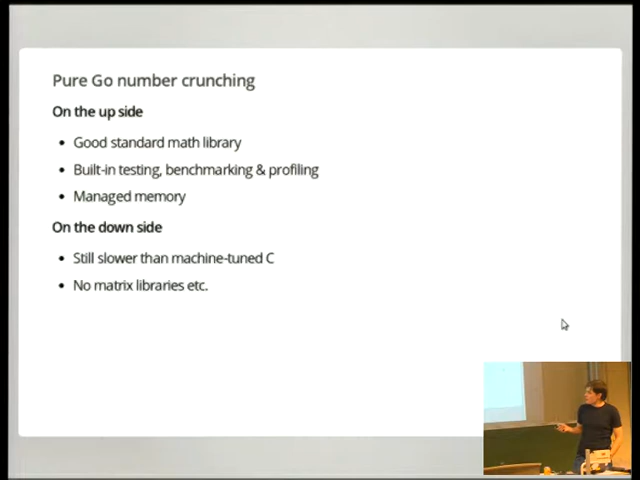 Pure Go number crunching
On the up side
Good standard math library
Built-in testing, benchmarking & profiling
Managed memory
On the down side
Still slower than machine-tuned C
No matrix libraries etc.